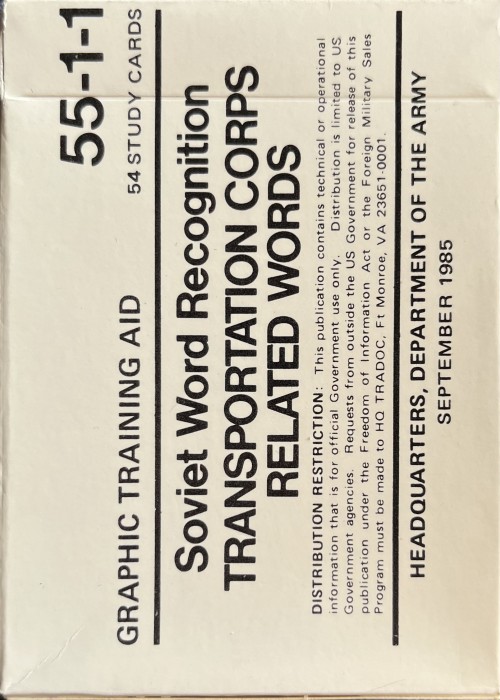 55-1-1
GRAPHIC TRAINING AID
54 STUDY CARDS
Soviet Word Recognition
TRANSPORTATION CORPS
RELATED WORDS
DISTRIBUTION RESTRICTION: This publication contains technical or operational
information that is for official Government use only. Distribution is limited to US
Government agencies. Requests from outside the US Government for release of this
publication under the Freedom of Information Act or the Foreign Military Sales
Program must be made to HQ TRADOC, Ft Monroe, VA 23651-0001.
HEADQUARTERS, DEPARTMENT OF THE ARMY
SEPTEMBER 1985